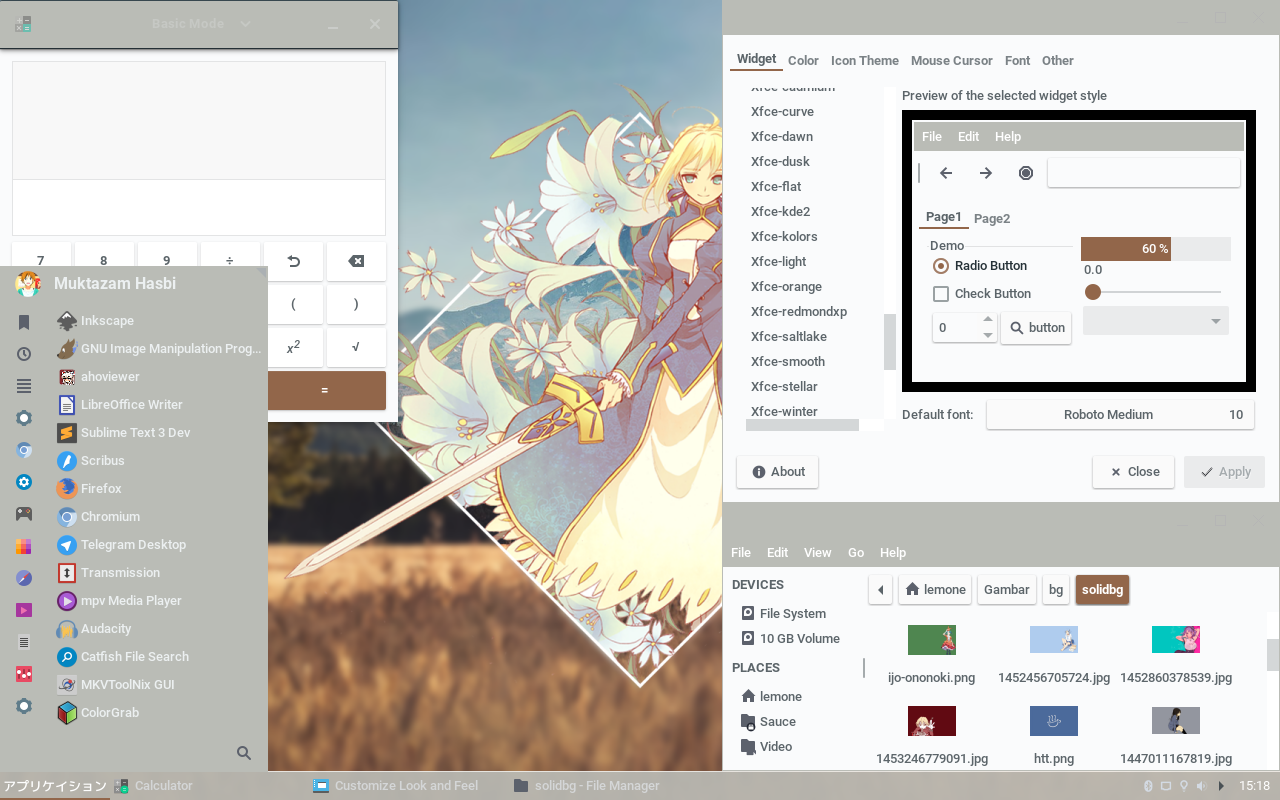 Basic Mode
7 8 9 ÷
( )
x² √
=
Muktazam Hasbi
Inkscape
GNU Image Manipulation Prog...
ahoviewer
LibreOffice Writer
Sublime Text 3 Dev
Scribus
Firefox
Chromium
Telegram Desktop
Transmission
mpv Media Player
Audacity
Catfish File Search
MKVToolNix GUI
ColorGrab
Widget Color Icon Theme Mouse Cursor Font Other
Xfce-cadmium
Xfce-curve
Xfce-dawn
Xfce-dusk
Xfce-flat
Xfce-kde2
Xfce-kolors
Xfce-light
Xfce-orange
Xfce-redmondxp
Xfce-saltlake
Xfce-smooth
Xfce-stellar
Xfce-winter
Preview of the selected widget style
File Edit Help
Page1 Page2
Demo
60 %
Radio Button
0.0
Check Button
0 button
Default font: Roboto Medium 10
About Close Apply
File Edit View Go Help
DEVICES
File System
10 GB Volume
PLACES
lemone
Sauce
Video
lemone Gambar bg solidbg
ijo-ononoki.png 1452456705724.jpg 1452860378539.jpg
1453246779091.jpg htt.png 1447011167819.jpg
アプリケイション Calculator Customize Look and Feel solidbg - File Manager 15:18